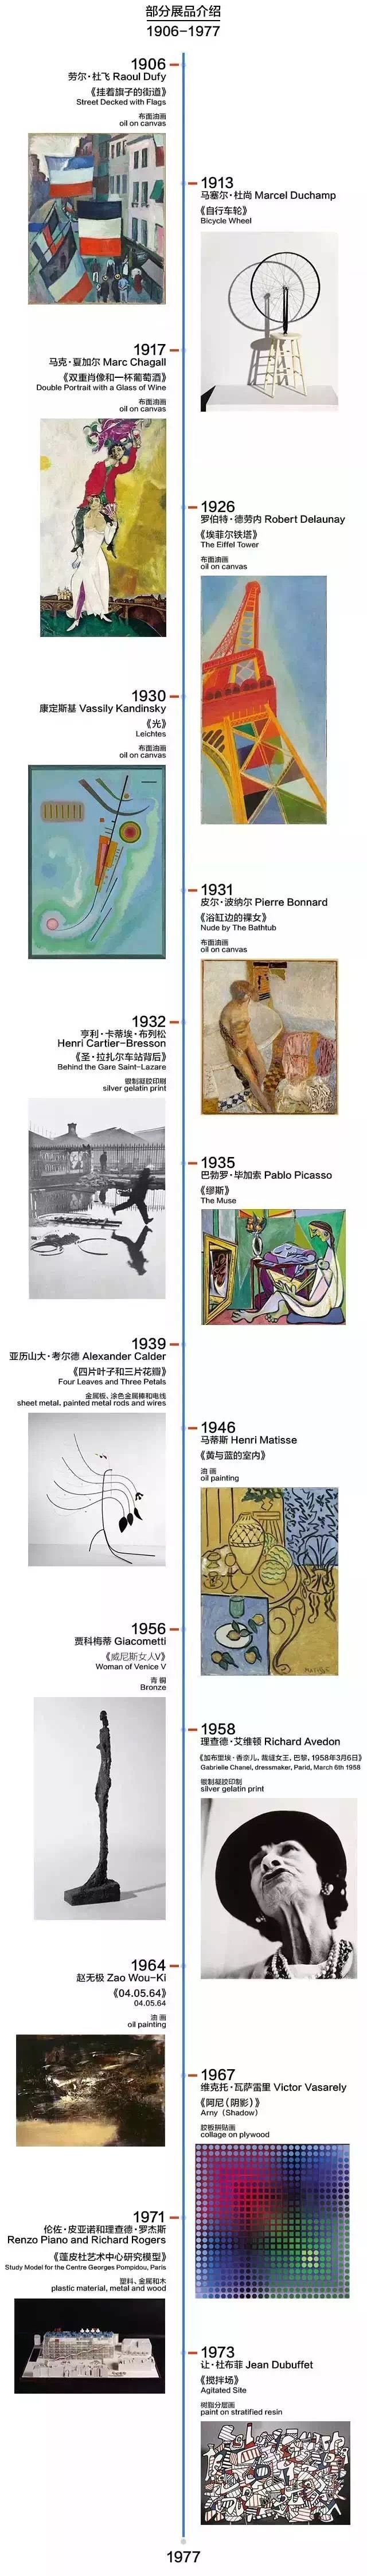 部分展品介绍
1906-1977
1906
劳尔·杜飞 Raoul Dufy
《挂着旗子的街道》
Street Decked with Flags
布面油画
oil on canvas
1913
马塞尔·杜尚 Marcel Duchamp
《自行车轮》
Bicycle Wheel
1917
马克·夏加尔 Marc Chagall
《双重肖像和一杯葡萄酒》
Double Portrait with a Glass of Wine
布面油画
oil on canvas
1926
罗伯特·德劳内 Robert Delaunay
《埃菲尔铁塔》
The Eiffel Tower
布面油画
oil on canvas
1930
康定斯基 Vassily Kandinsky
《光》
Leichtes
布面油画
oil on canvas
1931
皮尔·波纳尔 Pierre Bonnard
《浴缸边的裸女》
Nude by The Bathtub
布面油画
oil on canvas
1932
亨利·卡蒂埃·布列松
Henri Cartier-Bresson
《圣·拉扎尔车站背后》
Behind the Gare Saint-Lazare
银制凝胶印刷
silver gelatin print
1935
巴勃罗·毕加索 Pablo Picasso
《缪斯》
The Muse
1939
亚历山大·考尔德 Alexander Calder
《四片叶子和三片花瓣》
Four Leaves and Three Petals
金属板、涂色金属棒和电线
sheet metal, painted metal rods and wires
1946
马蒂斯 Henri Matisse
《黄与蓝的室内》
油 画
oil painting
1956
贾科梅蒂 Giacometti
《威尼斯女人V》
Woman of Venice V
青 铜
Bronze
1958
理查德·艾维顿 Richard Avedon
《加布里埃·香奈儿，裁缝女王，巴黎，1958年3月6日》
Gabrielle Chanel, dressmaker, Parid, March 6th 1958
银制凝胶印制
silver gelatin print
1964
赵无极 Zao Wou-Ki
《04.05.64》
04.05.64
油 画
oil painting
1967
维克托·瓦萨雷里 Victor Vasarely
《阿尼（阴影）》
Arny（Shadow）
胶板拼贴画
collage on plywood
1971
伦佐·皮亚诺和理查德·罗杰斯
Renzo Piano and Richard Rogers
《蓬皮杜艺术中心研究模型》
Study Model for the Centre Georges Pompidou, Paris
塑料、金属和木
plastic material, metal and wood
1973
让·杜布菲 Jean Dubuffet
《搅拌场》
Agitated Site
树脂分层画
paint on stratified resin
1977